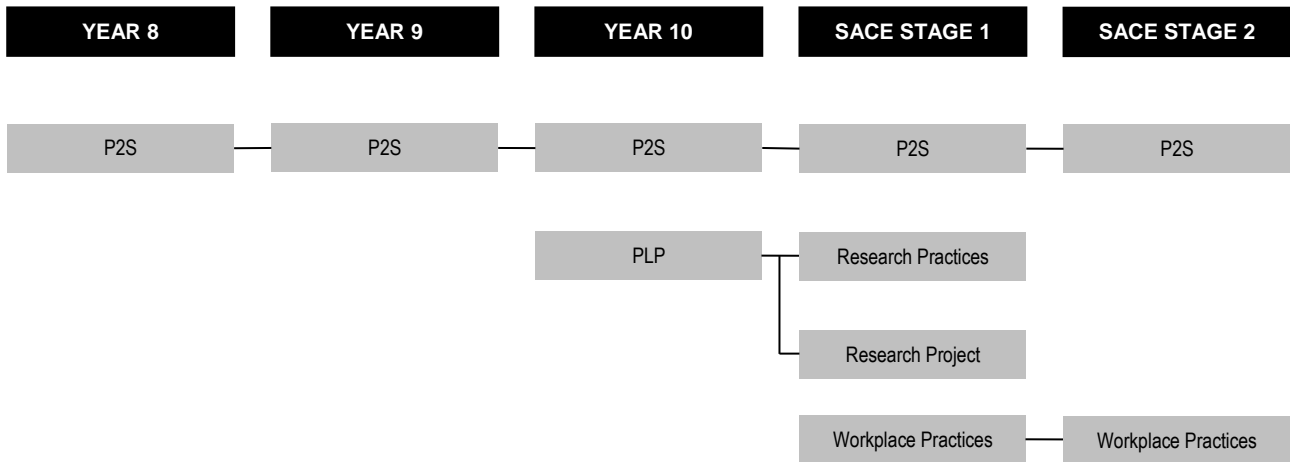 YEAR 8 YEAR 9 YEAR 10 SACE STAGE 1 SACE STAGE 2
P2S P2S P2S P2S P2S
PLP Research Practices
Research Project
Workplace Practices Workplace Practices